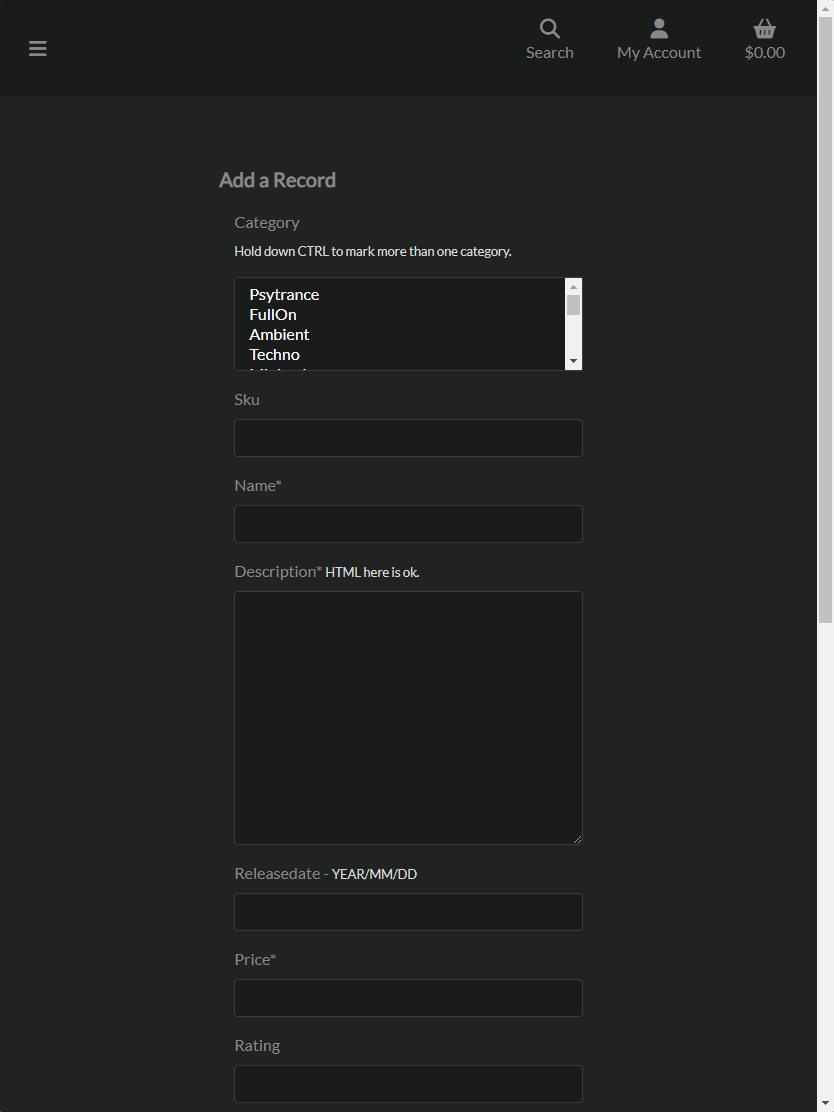 Search
My Account
$0.00
Add a Record
Category
Hold down CTRL to mark more than one category.
Psytrance
FullOn
Ambient
Techno
Sku
Name*
Description* HTML here is ok.
Releasedate - YEAR/MM/DD
Price*
Rating